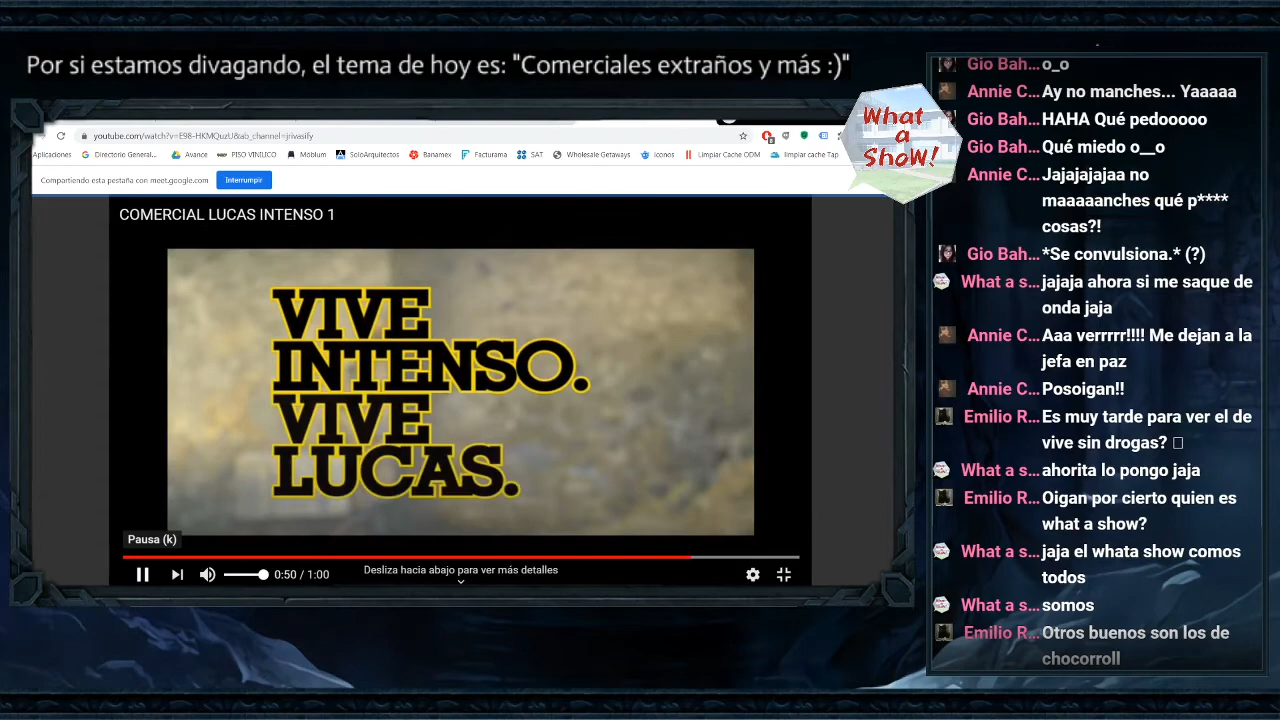 Por si estamos divagando, el tema de hoy es: "Comerciales extraños y más :)"
What
a
ShoW!
youtube.com/watch?v=E98-HKMQuzU&ab_channel=jrivasify
Aplicaciones Directorio General... Avance PISO VINILICO Möbium SoloArquitectos Banamex Facturama SAT Wholesale Getaways Iconos Limpiar Cache ODM limpiar cache Tap
Compartiendo esta pestaña con meet.google.com Interrumpir
COMERCIAL LUCAS INTENSO 1
VIVE
INTENSO.
VIVE
LUCAS.
Pausa (k)
0:50 / 1:00
Desliza hacia abajo para ver más detalles
Gio Bah... o_o
Annie C... Ay no manches... Yaaaaa
Gio Bah... HAHA Qué pedooooo
Gio Bah... Qué miedo o__o
Annie C... Jajajajajaa no
maaaaanches qué p****
cosas?!
Gio Bah... *Se convulsiona.* (?)
What a s... jajaja ahora si me saque de
onda jaja
Annie C... Aaa verrrrr!!!! Me dejan a la
jefa en paz
Annie C... Posoigan!!
Emilio R... Es muy tarde para ver el de
vive sin drogas?
What a s... ahorita lo pongo jaja
Emilio R... Oigan por cierto quien es
what a show?
What a s... jaja el whata show comos
todos
What a s... somos
Emilio R... Otros buenos son los de
chocorroll